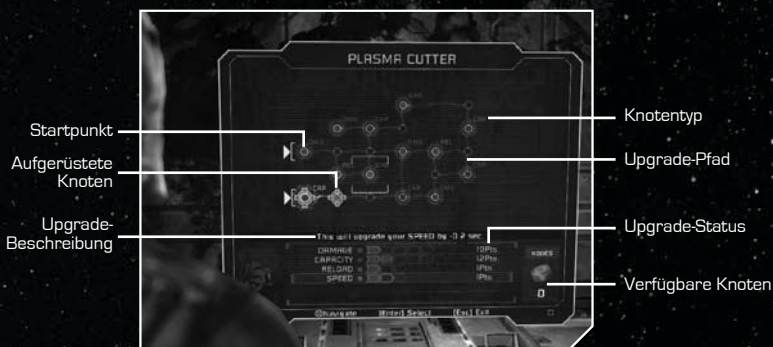 PLASMA CUTTER
Startpunkt
Aufgerüstete
Knoten
Upgrade-
Beschreibung
Knotentyp
Upgrade-Pfad
Upgrade-Status
Verfügbare Knoten
This will upgrade your SPEED by -0.2 sec
DAMAGE 10Pts.
CAPACITY 12Pts.
RELOAD 1Pts.
SPEED 1Pts.
NODES
0
Navigate [Enter] Select [Esc] Exit